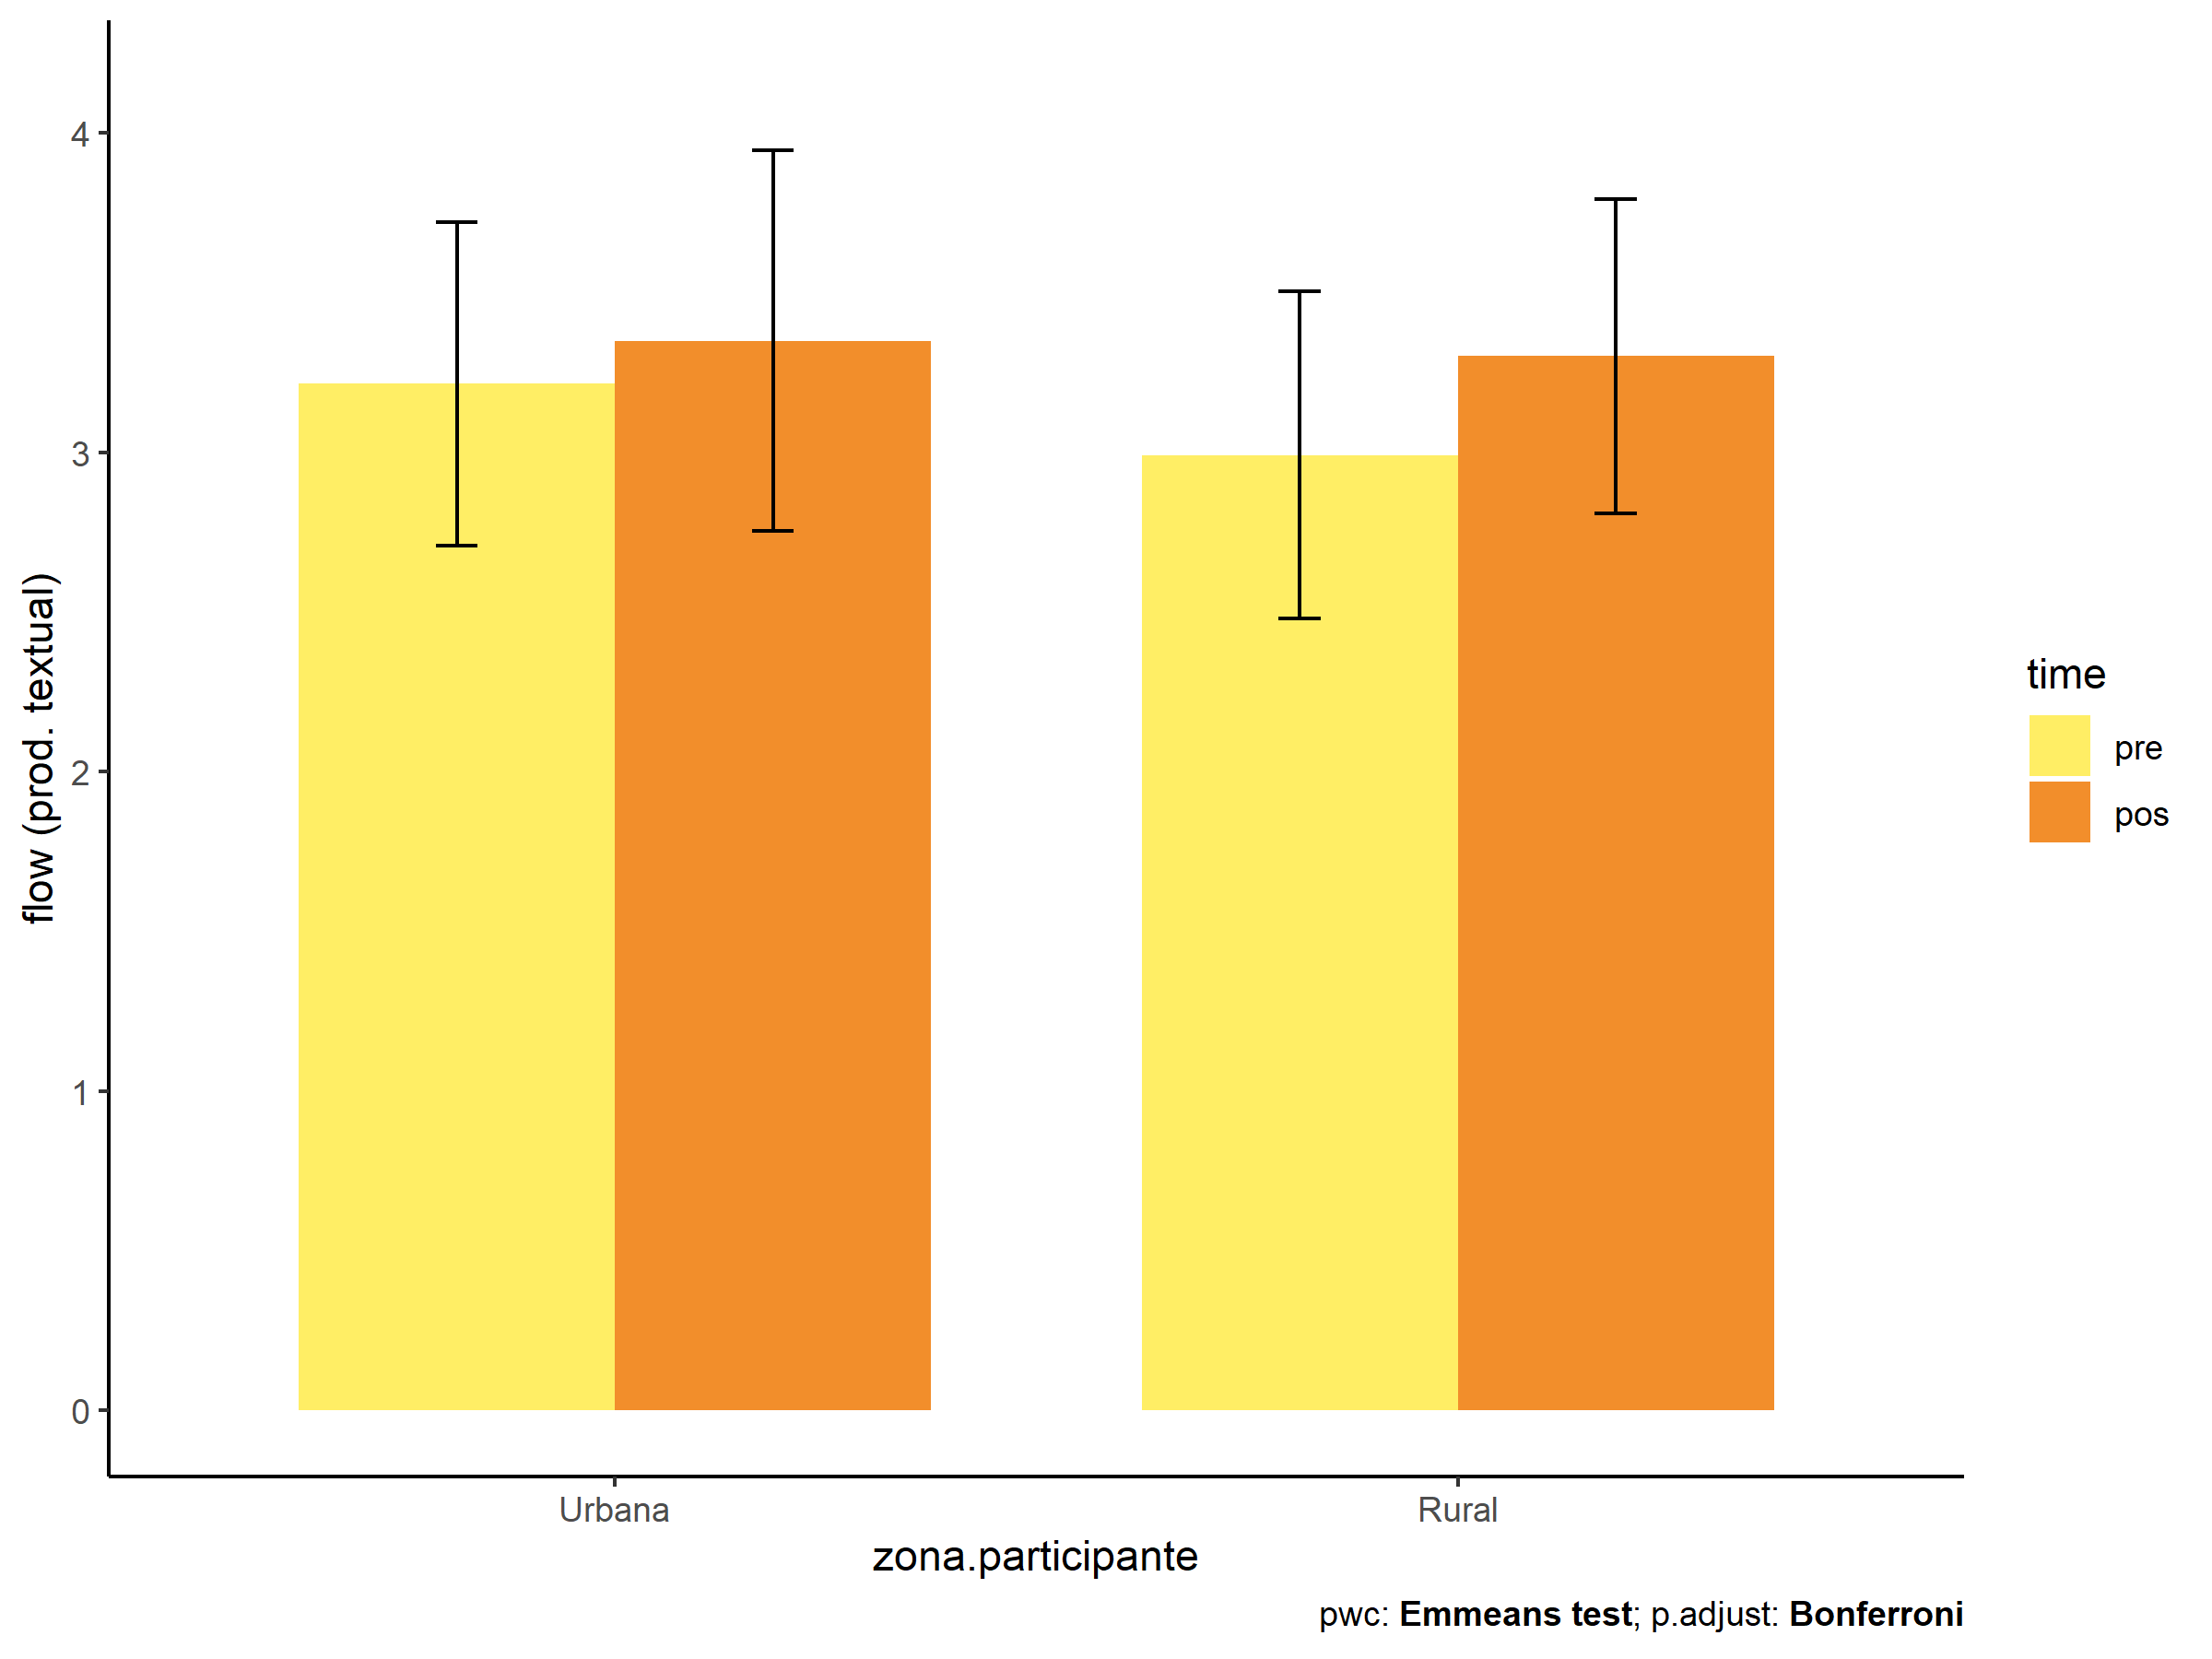 flow (prod. textual)
4
3
2
1
0
Urbana
Rural
zona.participante
time
pre
pos
pwc: Emmeans test; p.adjust: Bonferroni